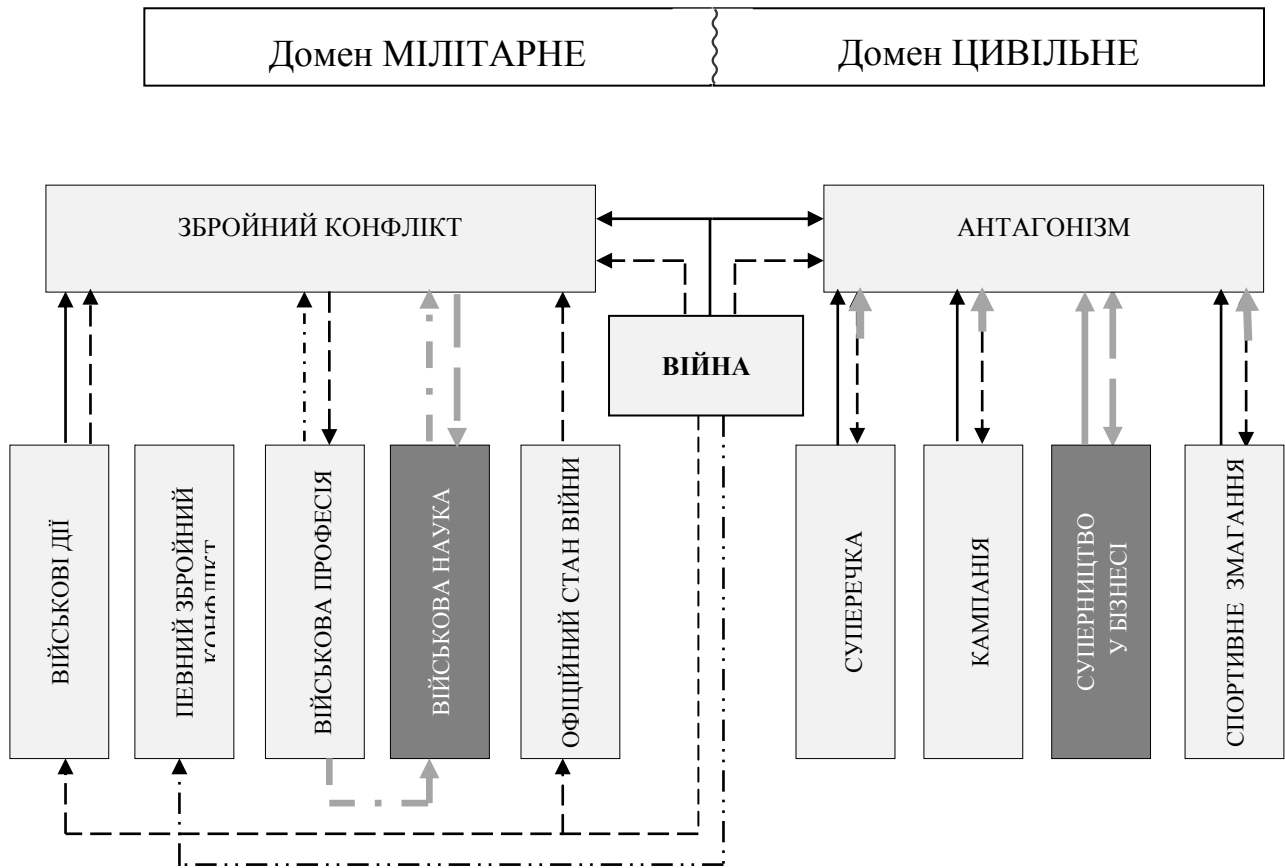 Домен МІЛІТАРНЕ
Домен ЦИВІЛЬНЕ
ЗБРОЙНИЙ КОНФЛІКТ
АНТАГОНІЗМ
ВІЙНА
ВІЙСЬКОВІ ДІЇ
ПЕВНИЙ ЗБРОЙНИЙ
КОНФЛІКТ
ВІЙСЬКОВА ПРОФЕСІЯ
ВІЙСЬКОВА НАУКА
ОФІЦІЙНИЙ СТАН ВІЙНИ
СУПЕРЕЧКА
КАМПАНІЯ
СУПЕРНИЦТВО
У БІЗНЕСІ
СПОРТИВНЕ ЗМАГАННЯ